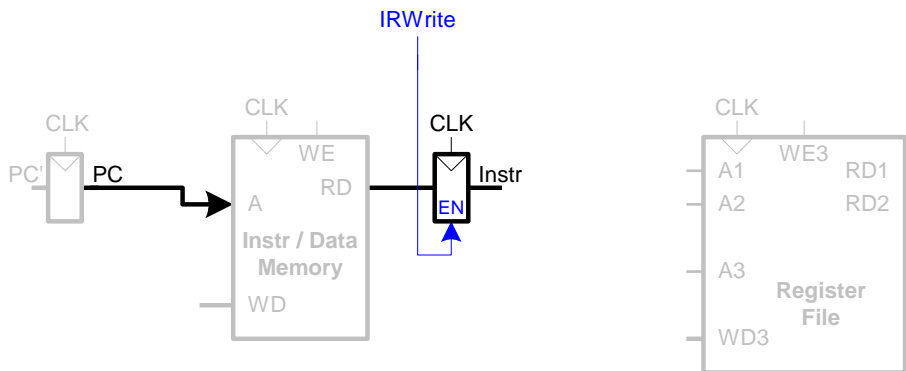 IRWrite
CLK
CLK
CLK
CLK
PC'
PC
WE
RD
A
EN
Instr
Instr / Data
Memory
WD
WE3
A1
RD1
A2
RD2
A3
Register
File
WD3